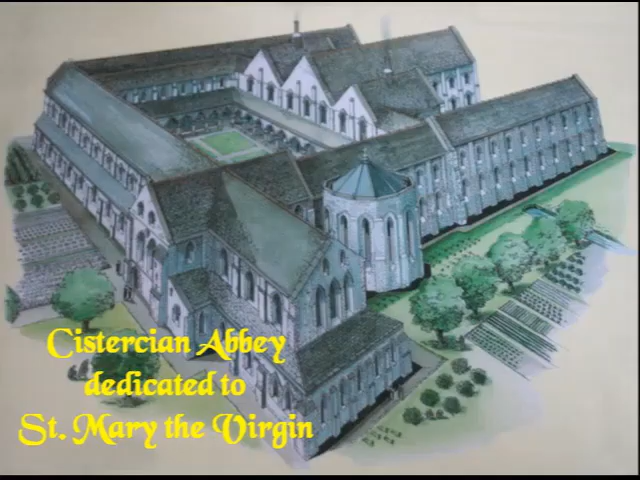 Cistercian Abbey
dedicated to
St. Mary the Virgin